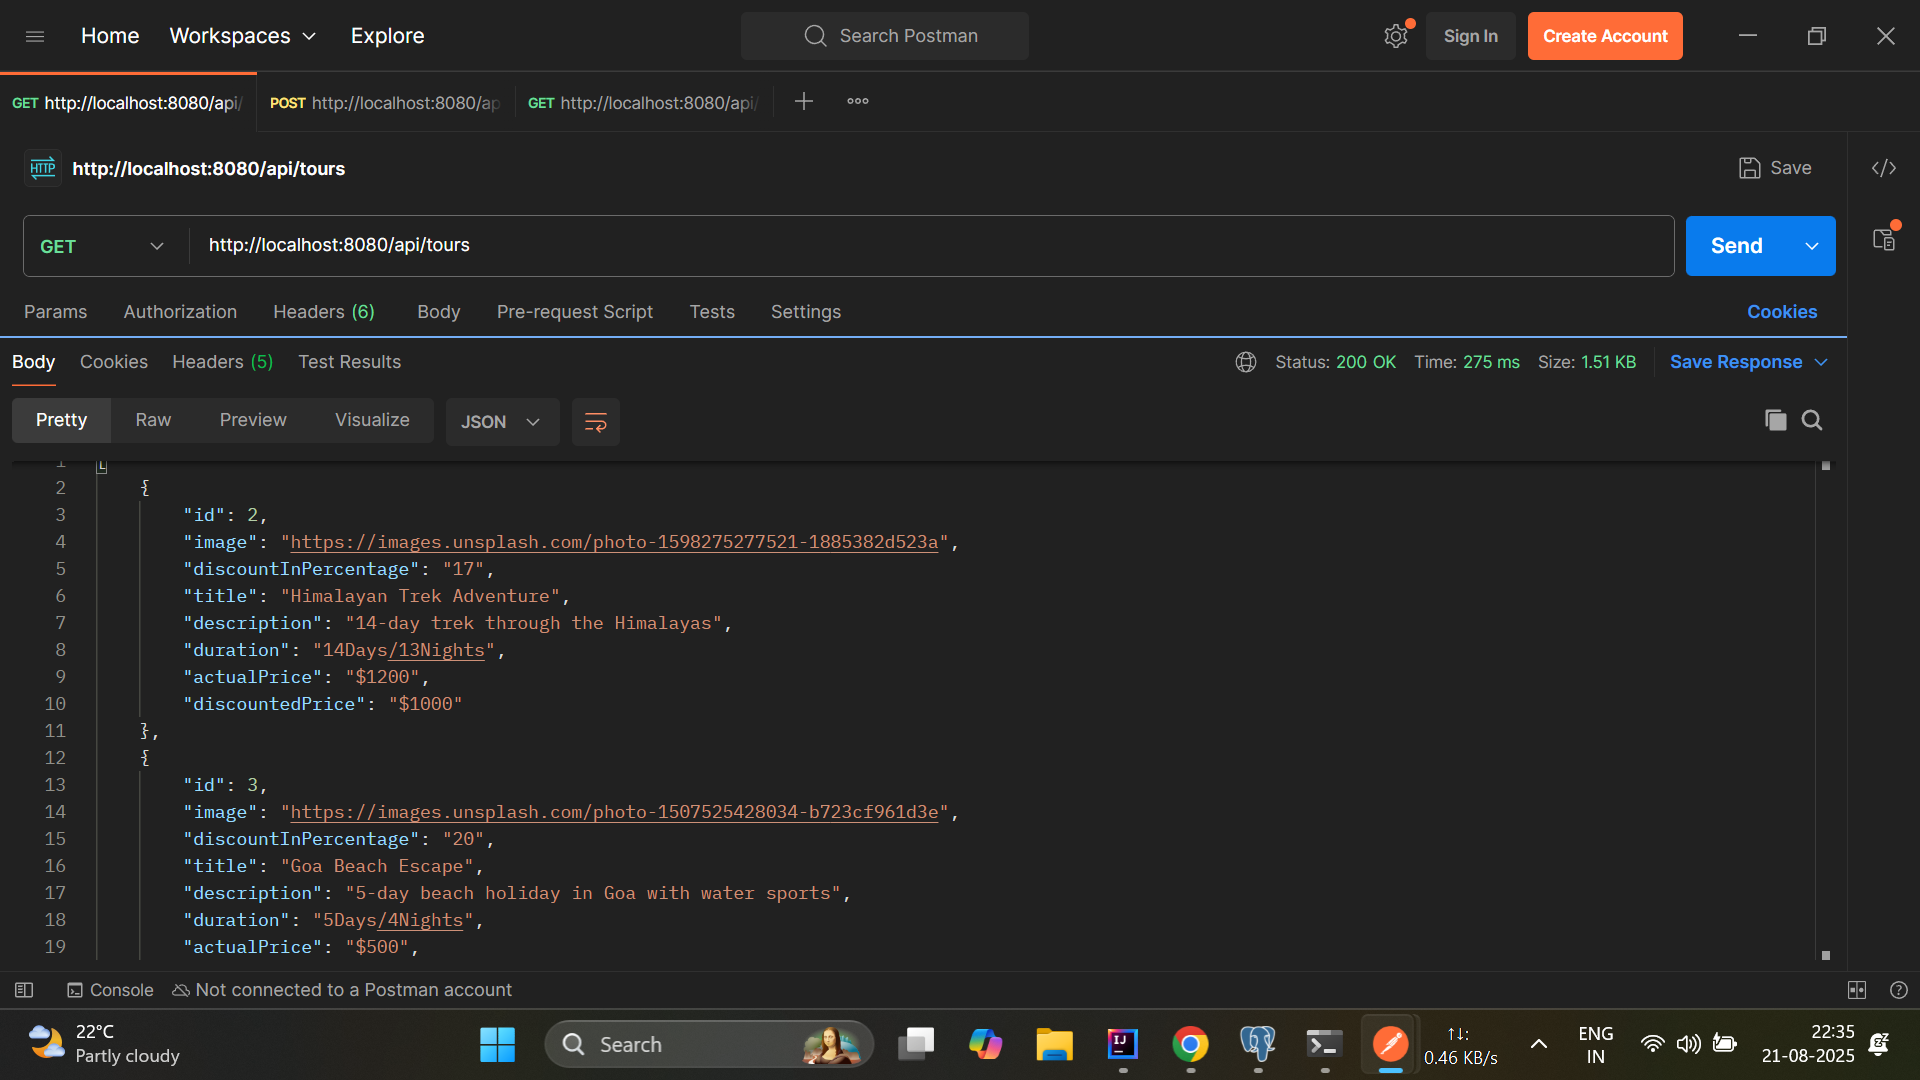 Home Workspaces Explore Search Postman Sign In Create Account
GET http://localhost:8080/api/ POST http://localhost:8080/ap GET http://localhost:8080/api/
HTTP http://localhost:8080/api/tours Save
GET http://localhost:8080/api/tours Send
Params Authorization Headers (6) Body Pre-request Script Tests Settings Cookies
Body Cookies Headers (5) Test Results Status: 200 OK Time: 275 ms Size: 1.51 KB Save Response
Pretty Raw Preview Visualize JSON
1 [
2 {
3 "id": 2,
4 "image": "https://images.unsplash.com/photo-1598275277521-1885382d523a",
5 "discountInPercentage": "17",
6 "title": "Himalayan Trek Adventure",
7 "description": "14-day trek through the Himalayas",
8 "duration": "14Days/13Nights",
9 "actualPrice": "$1200",
10 "discountedPrice": "$1000"
11 },
12 {
13 "id": 3,
14 "image": "https://images.unsplash.com/photo-1507525428034-b723cf961d3e",
15 "discountInPercentage": "20",
16 "title": "Goa Beach Escape",
17 "description": "5-day beach holiday in Goa with water sports",
18 "duration": "5Days/4Nights",
19 "actualPrice": "$500",
Console Not connected to a Postman account
22°C
Partly cloudy
Search
IJ
0.46 KB/s
ENG
IN
22:35
21-08-2025